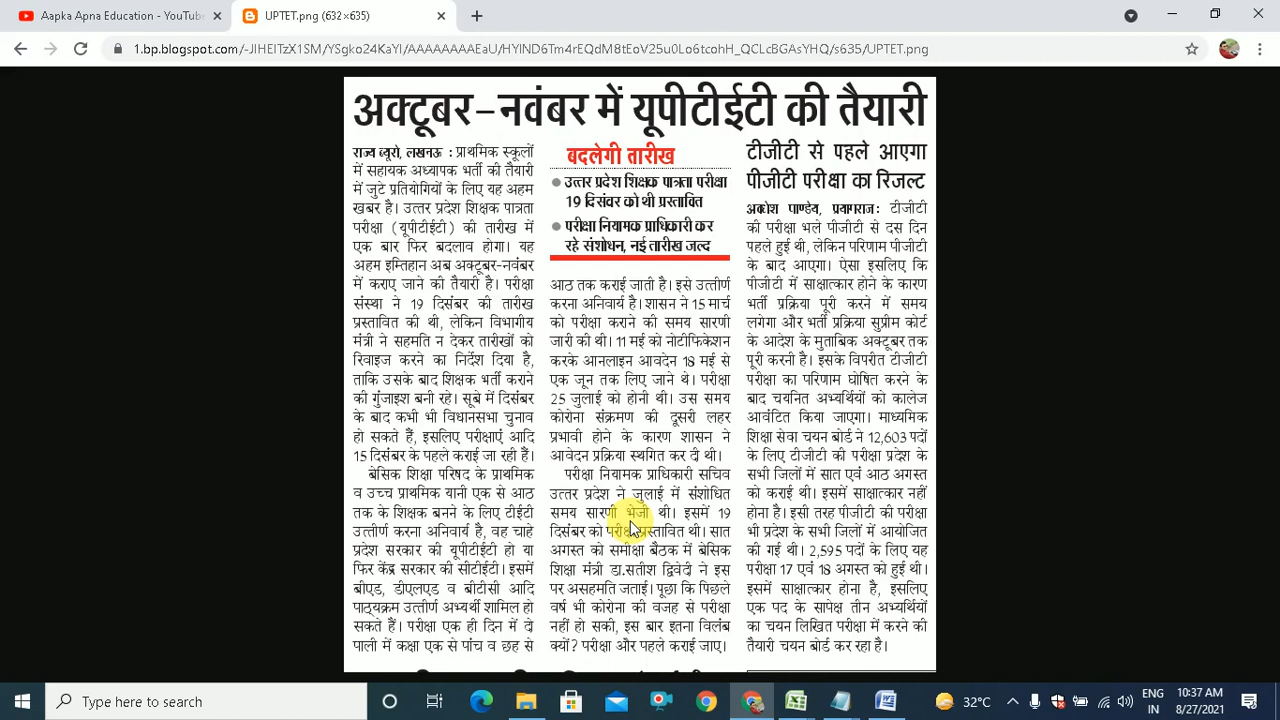 Aapka Apna Education - YouTube
UPTET.png (632×635)
1.bp.blogspot.com/-JIHEITzX1SM/YSgko24KaYI/AAAAAAAAEaU/HYIND6Tm4rEQdM8tEoV25u0Lo6tcohH_QCLcBGAsYHQ/s635/UPTET.png
अक्टूबर-नवंबर में यूपीटीईटी की तैयारी
राज्य ब्यूरो, लखनऊ : प्राथमिक स्कूलों
में सहायक अध्यापक भर्ती की तैयारी
में जुटे प्रतियोगियों के लिए यह अहम
खबर है। उत्तर प्रदेश शिक्षक पात्रता
परीक्षा (यूपीटीईटी) की तारीख में
एक बार फिर बदलाव होगा। यह
अहम इम्तिहान अब अक्टूबर-नवंबर
में कराए जाने की तैयारी है। परीक्षा
संस्था ने 19 दिसंबर की तारीख
प्रस्तावित की थी, लेकिन विभागीय
मंत्री ने सहमति न देकर तारीखों को
रिवाइज करने का निर्देश दिया है,
ताकि उसके बाद शिक्षक भर्ती कराने
की गुंजाइश बनी रहे। सूबे में दिसंबर
के बाद कभी भी विधानसभा चुनाव
हो सकते हैं, इसलिए परीक्षाएं आदि
15 दिसंबर के पहले कराई जा रही हैं।
बेसिक शिक्षा परिषद के प्राथमिक
व उच्च प्राथमिक यानी एक से आठ
तक के शिक्षक बनने के लिए टीईटी
उत्तीर्ण करना अनिवार्य है, वह चाहे
प्रदेश सरकार की यूपीटीईटी हो या
फिर केंद्र सरकार की सीटीईटी। इसमें
बीएड, डीएलएड व बीटीसी आदि
पाठ्यक्रम उत्तीर्ण अभ्यर्थी शामिल हो
सकते हैं। परीक्षा एक ही दिन में दो
पाली में कक्षा एक से पांच व छह से
बदलेगी तारीख
● उत्तर प्रदेश शिक्षक पात्रता परीक्षा
19 दिसंबर को थी प्रस्तावित
● परीक्षा नियामक प्राधिकारी कर
रहे संशोधन, नई तारीख जल्द
आठ तक कराई जाती है। इसे उत्तीर्ण
करना अनिवार्य है। शासन ने 15 मार्च
को परीक्षा कराने की समय सारणी
जारी की थी। 11 मई को नोटीफिकेशन
करके आनलाइन आवदेन 18 मई से
एक जून तक लिए जाने थे। परीक्षा
25 जुलाई को होनी थी। उस समय
कोरोना संक्रमण की दूसरी लहर
प्रभावी होने के कारण शासन ने
आवेदन प्रक्रिया स्थगित कर दी थी।
परीक्षा नियामक प्राधिकारी सचिव
उत्तर प्रदेश ने जुलाई में संशोधित
समय सारणी भेजी थी। इसमें 19
दिसंबर को परीक्षा प्रस्तावित थी। सात
अगस्त को समीक्षा बैठक में बेसिक
शिक्षा मंत्री डा.सतीश द्विवेदी ने इस
पर असहमति जताई। पूछा कि पिछले
वर्ष भी कोरोना की वजह से परीक्षा
नहीं हो सकी, इस बार इतना विलंब
क्यों? परीक्षा और पहले कराई जाए।
टीजीटी से पहले आएगा
पीजीटी परीक्षा का रिजल्ट
अवधेश पाण्डेय, प्रयागराज : टीजीटी
की परीक्षा भले पीजीटी से दस दिन
पहले हुई थी, लेकिन परिणाम पीजीटी
के बाद आएगा। ऐसा इसलिए कि
पीजीटी में साक्षात्कार होने के कारण
भर्ती प्रक्रिया पूरी करने में समय
लगेगा और भर्ती प्रक्रिया सुप्रीम कोर्ट
के आदेश के मुताबिक अक्टूबर तक
पूरी करनी है। इसके विपरीत टीजीटी
परीक्षा का परिणाम घोषित करने के
बाद चयनित अभ्यर्थियों को कालेज
आवंटित किया जाएगा। माध्यमिक
शिक्षा सेवा चयन बोर्ड ने 12,603 पदों
के लिए टीजीटी की परीक्षा प्रदेश के
सभी जिलों में सात एवं आठ अगस्त
को कराई थी। इसमें साक्षात्कार नहीं
होना है। इसी तरह पीजीटी की परीक्षा
भी प्रदेश के सभी जिलों में आयोजित
की गई थी। 2,595 पदों के लिए यह
परीक्षा 17 एवं 18 अगस्त को हुई थी।
इसमें साक्षात्कार होना है, इसलिए
एक पद के सापेक्ष तीन अभ्यर्थियों
का चयन लिखित परीक्षा में करने की
तैयारी चयन बोर्ड कर रहा है।
Type here to search
32°C
ENG
IN
10:37 AM
8/27/2021